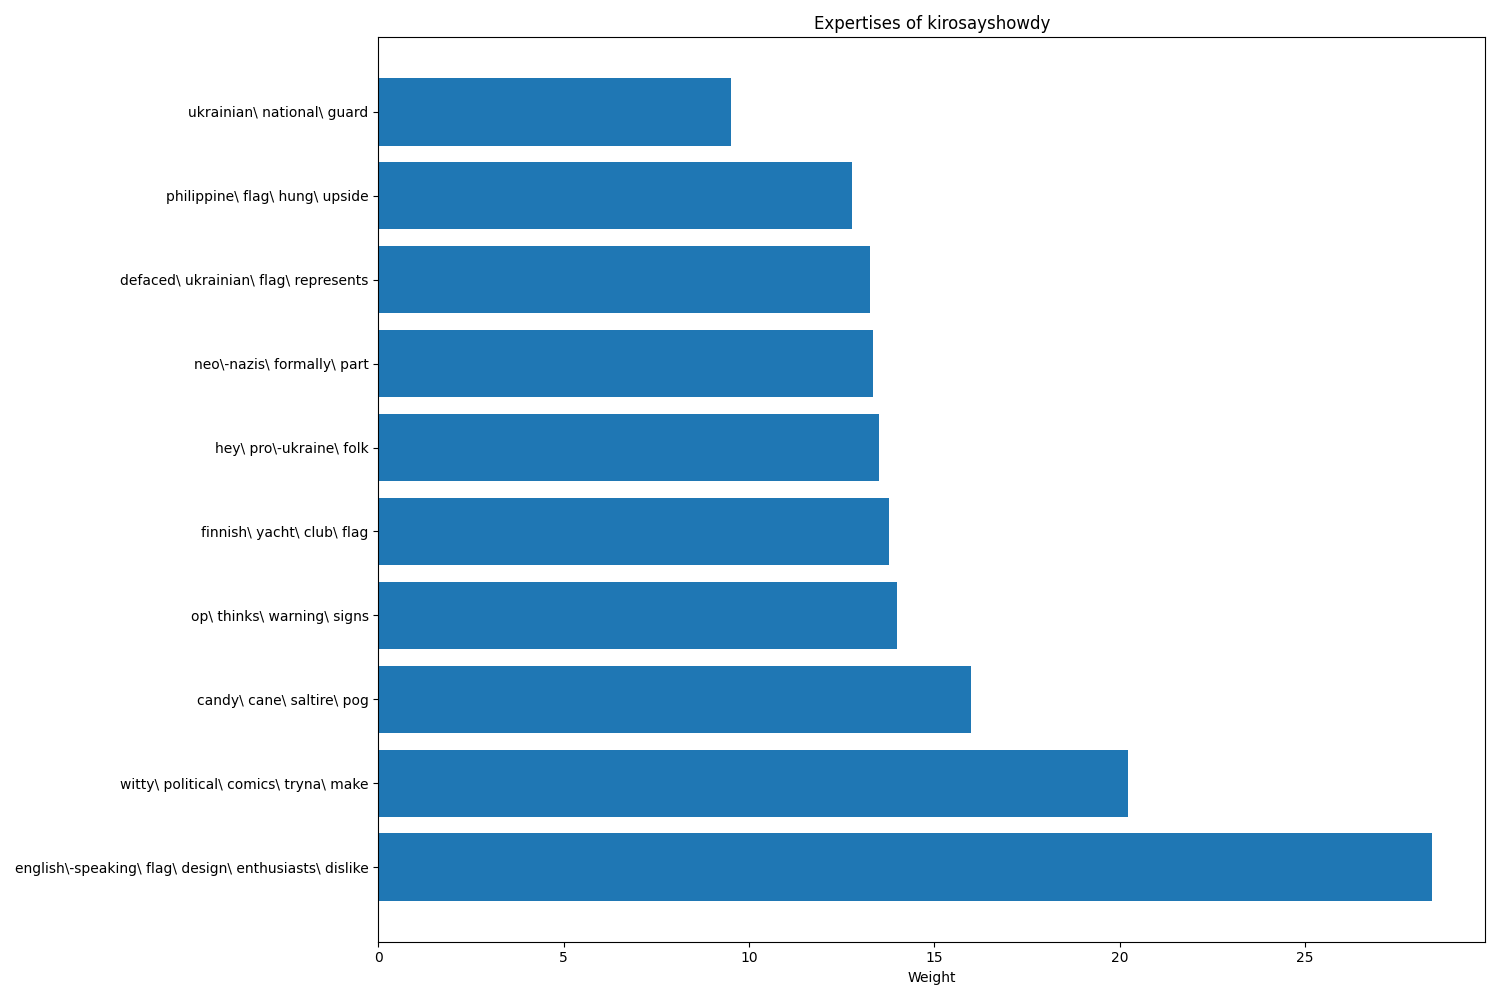 Expertises of kirosayshowdy
ukrainian\ national\ guard
philippine\ flag\ hung\ upside
defaced\ ukrainian\ flag\ represents
neo\-nazis\ formally\ part
hey\ pro\-ukraine\ folk
finnish\ yacht\ club\ flag
op\ thinks\ warning\ signs
candy\ cane\ saltire\ pog
witty\ political\ comics\ tryna\ make
english\-speaking\ flag\ design\ enthusiasts\ dislike
0 5 10 15 20 25
Weight